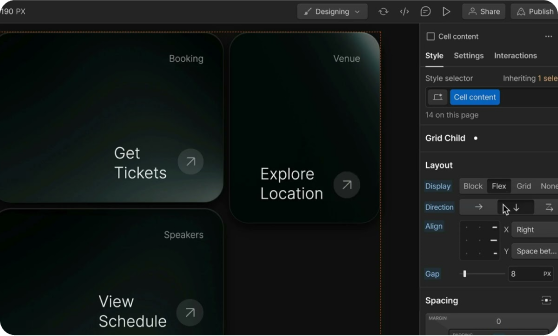 190 PX
Designing
Share
Publish
Booking
Get
Tickets
Venue
Explore
Location
Speakers
View
Schedule
Cell content
Style
Settings
Interactions
Style selector
Inheriting 1 sele
Cell content
14 on this page
Grid Child
Layout
Display
Block
Flex
Grid
None
Direction
Align
X
Right
Y
Space bet...
Gap
8
PX
Spacing
MARGIN
0